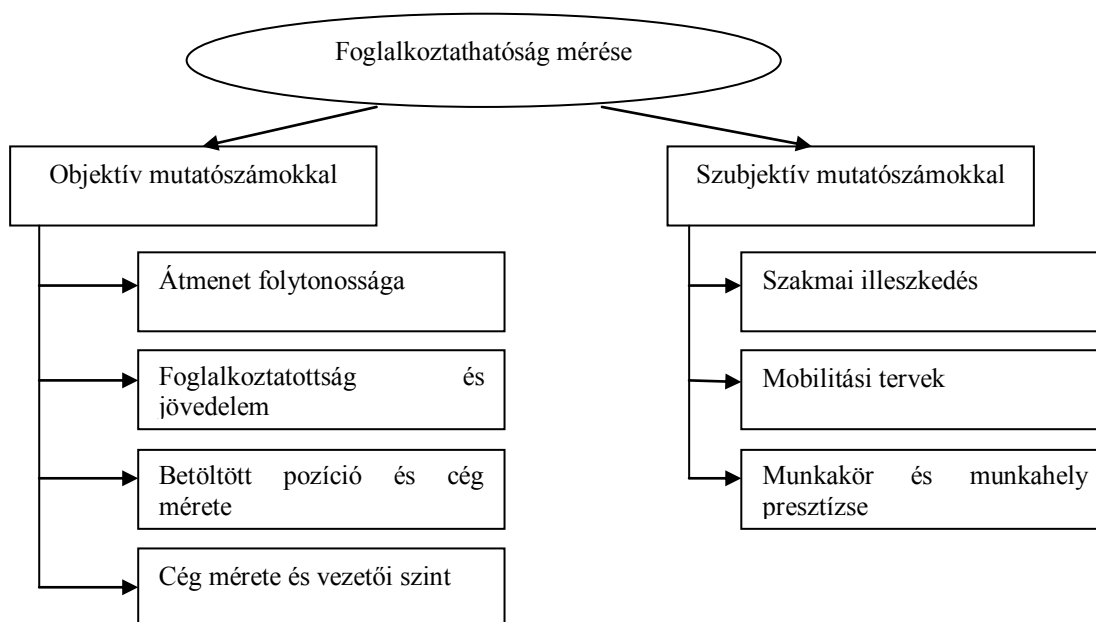 Foglalkoztathatóság mérése
Objektív mutatószámokkal
Szubjektív mutatószámokkal
Átmenet folytonossága
Foglalkoztatottság és
jövedelem
Betöltött pozíció és cég
mérete
Cég mérete és vezetői szint
Szakmai illeszkedés
Mobilitási tervek
Munkakör és munkahely
presztízse